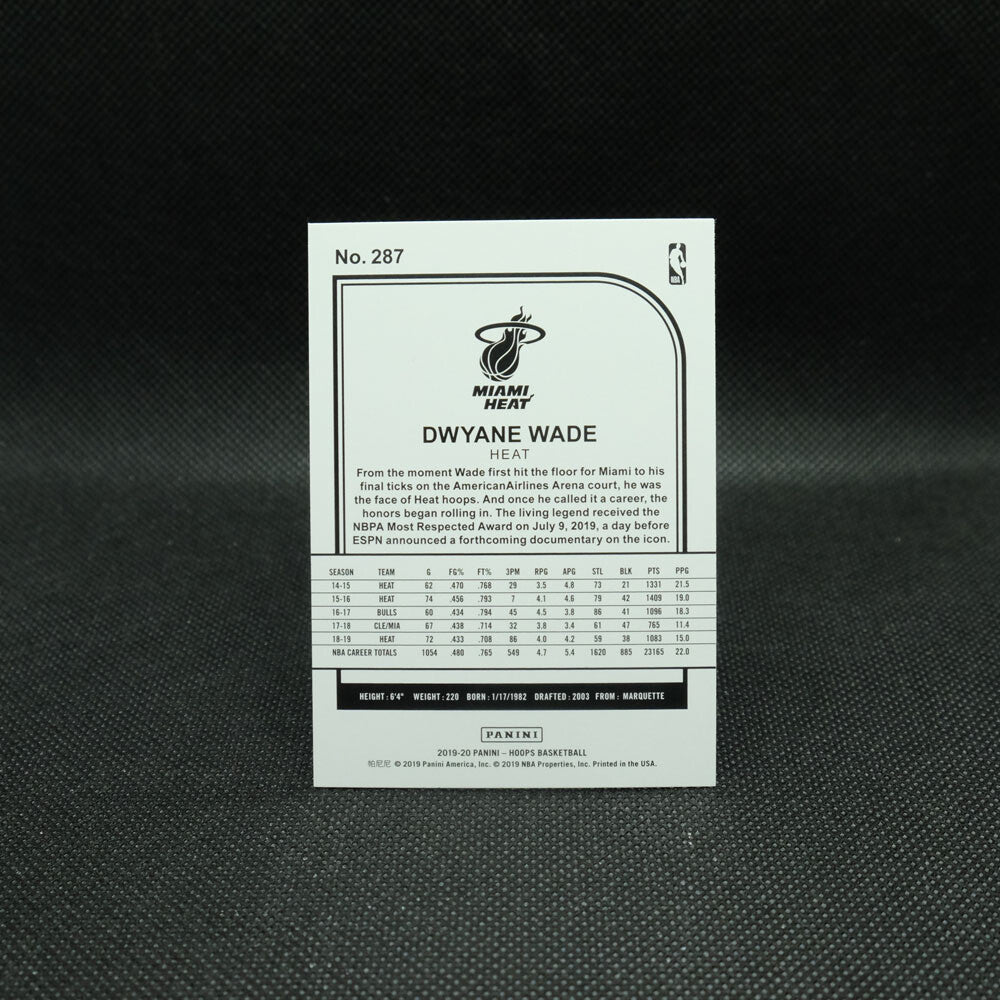 No. 287
NBA
MIAMI
HEAT
DWYANE WADE
HEAT
From the moment Wade first hit the floor for Miami to his
final ticks on the AmericanAirlines Arena court, he was
the face of Heat hoops. And once he called it a career, the
honors began rolling in. The living legend received the
NBPA Most Respected Award on July 9, 2019, a day before
ESPN announced a forthcoming documentary on the icon.
SEASON TEAM G FG% FT% 3PM RPG APG STL BLK PTS PPG
14-15 HEAT 62 .470 .768 29 3.5 4.8 73 21 1331 21.5
15-16 HEAT 74 .456 .793 7 4.1 4.6 79 42 1409 19.0
16-17 BULLS 60 .434 .794 45 4.5 3.8 86 41 1096 18.3
17-18 CLE/MIA 67 .438 .714 32 3.8 3.4 61 47 765 11.4
18-19 HEAT 72 .433 .708 86 4.0 4.2 59 38 1083 15.0
NBA CAREER TOTALS 1054 .480 .765 549 4.7 5.4 1620 885 23165 22.0
HEIGHT : 6'4" WEIGHT : 220 BORN : 1/17/1982 DRAFTED : 2003 FROM : MARQUETTE
PANINI
2019-20 PANINI – HOOPS BASKETBALL
帕尼尼 © 2019 Panini America, Inc. © 2019 NBA Properties, Inc. Printed in the USA.